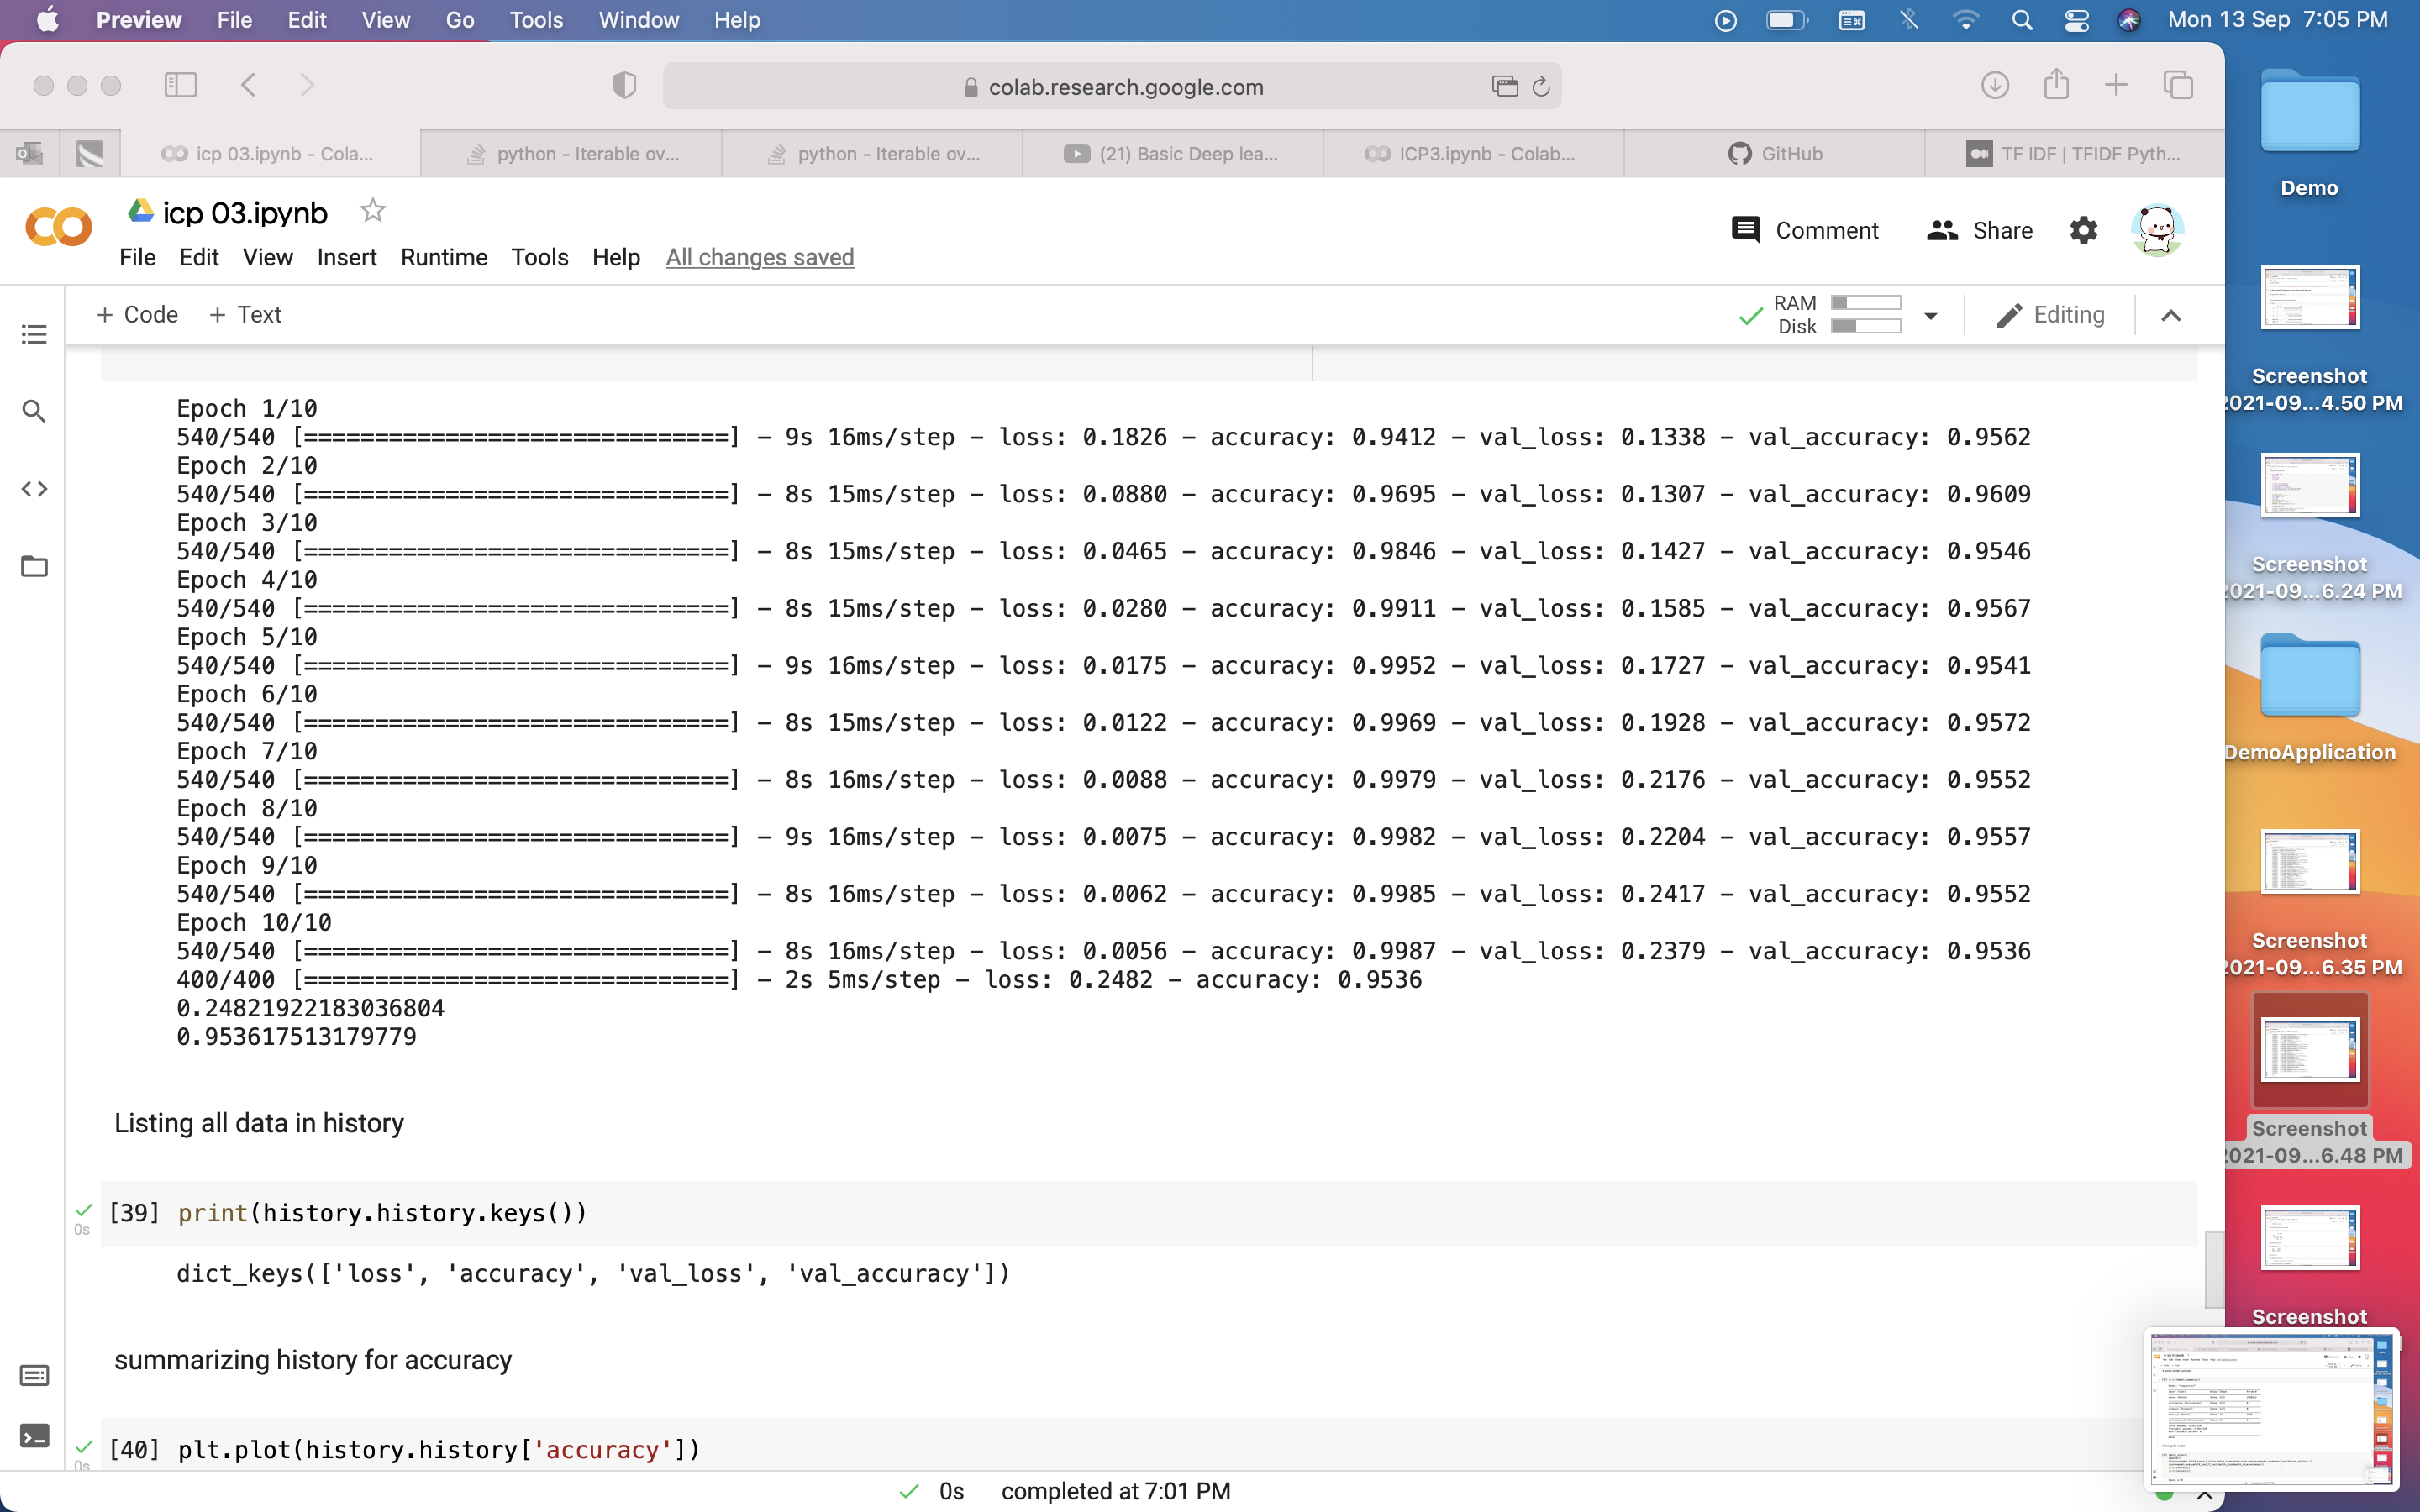 Preview File Edit View Go Tools Window Help Mon 13 Sep 7:05 PM
colab.research.google.com
icp 03.ipynb - Cola...
python - Iterable ov...
python - Iterable ov...
(21) Basic Deep lea...
ICP3.ipynb - Colab...
GitHub
TF IDF | TFIDF Pyth...
icp 03.ipynb
Comment Share
File Edit View Insert Runtime Tools Help All changes saved
+ Code + Text
RAM
Disk
Editing
Epoch 1/10
540/540 [==============================] - 9s 16ms/step - loss: 0.1826 - accuracy: 0.9412 - val_loss: 0.1338 - val_accuracy: 0.9562
Epoch 2/10
540/540 [==============================] - 8s 15ms/step - loss: 0.0880 - accuracy: 0.9695 - val_loss: 0.1307 - val_accuracy: 0.9609
Epoch 3/10
540/540 [==============================] - 8s 15ms/step - loss: 0.0465 - accuracy: 0.9846 - val_loss: 0.1427 - val_accuracy: 0.9546
Epoch 4/10
540/540 [==============================] - 8s 15ms/step - loss: 0.0280 - accuracy: 0.9911 - val_loss: 0.1585 - val_accuracy: 0.9567
Epoch 5/10
540/540 [==============================] - 9s 16ms/step - loss: 0.0175 - accuracy: 0.9952 - val_loss: 0.1727 - val_accuracy: 0.9541
Epoch 6/10
540/540 [==============================] - 8s 15ms/step - loss: 0.0122 - accuracy: 0.9969 - val_loss: 0.1928 - val_accuracy: 0.9572
Epoch 7/10
540/540 [==============================] - 8s 16ms/step - loss: 0.0088 - accuracy: 0.9979 - val_loss: 0.2176 - val_accuracy: 0.9552
Epoch 8/10
540/540 [==============================] - 9s 16ms/step - loss: 0.0075 - accuracy: 0.9982 - val_loss: 0.2204 - val_accuracy: 0.9557
Epoch 9/10
540/540 [==============================] - 8s 16ms/step - loss: 0.0062 - accuracy: 0.9985 - val_loss: 0.2417 - val_accuracy: 0.9552
Epoch 10/10
540/540 [==============================] - 8s 16ms/step - loss: 0.0056 - accuracy: 0.9987 - val_loss: 0.2379 - val_accuracy: 0.9536
400/400 [==============================] - 2s 5ms/step - loss: 0.2482 - accuracy: 0.9536
0.24821922183036804
0.953617513179779
Listing all data in history
0s
[39] print(history.history.keys())
dict_keys(['loss', 'accuracy', 'val_loss', 'val_accuracy'])
summarizing history for accuracy
0s
[40] plt.plot(history.history['accuracy'])
0s completed at 7:01 PM
Demo
Screenshot
2021-09...4.50 PM
Screenshot
2021-09...6.24 PM
DemoApplication
Screenshot
2021-09...6.35 PM
Screenshot
2021-09...6.48 PM
Screenshot